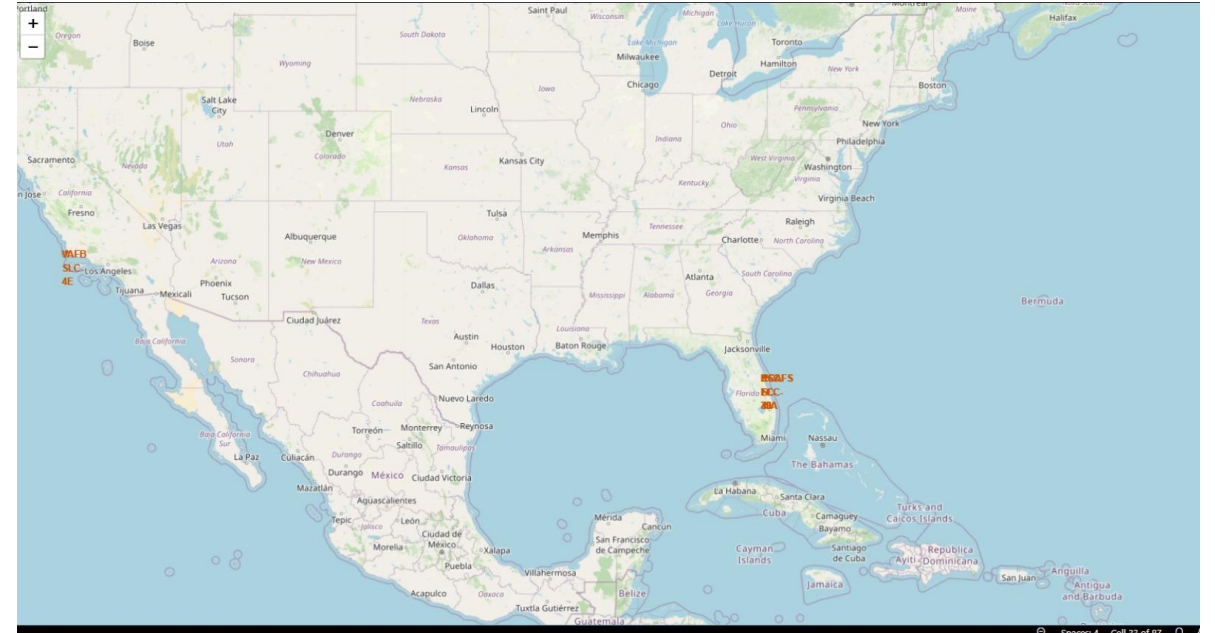 Portland
+
−
Oregon
Boise
Saint Paul
Wisconsin
Michigan
Lake Huron
Montréal
Maine
Halifax
South Dakota
Lake Michigan
Toronto
Wyoming
Milwaukee
Hamilton
New York
Detroit
Chicago
Boston
Salt Lake
City
Nebraska
Iowa
Lincoln
Pennsylvania
New York
Ohio
Denver
Utah
Indiana
Philadelphia
Sacramento
Nevada
Colorado
Kansas
Kansas City
West Virginia
Washington
Kentucky
Virginia
California
Virginia Beach
Fresno
Las Vegas
Tulsa
Raleigh
Albuquerque
Oklahoma
Memphis
Tennessee
Charlotte
North Carolina
VAFB
SLC-
4E
Los Angeles
Arizona
New Mexico
Arkansas
Phoenix
Atlanta
South Carolina
Tijuana
Mexicali
Tucson
Dallas
Mississippi
Alabama
Georgia
Bermuda
Ciudad Juárez
Texas
Louisiana
Baja California
Austin
Houston
Baton Rouge
Jacksonville
Sonora
San Antonio
Chihuahua
Florida
Coahuila
Nuevo Laredo
Torreón
Monterrey
Reynosa
Baja California
Sur
Saltillo
Tamaulipas
Miami
Nassau
La Paz
Culiacán
Durango
The Bahamas
Durango
México
Ciudad Victoria
Mazatlán
La Habana
Santa Clara
Aguascalientes
Cuba
Camagüey
Turks and
Caicos Islands
Tepic
Jalisco
León
Mérida
Cancún
Bayamo
Ciudad de
México
San Francisco
de Campeche
Morelia
Xalapa
Cayman
Islands
Santiago
de Cuba
República
Dominicana
Ayiti
Puebla
Villahermosa
San Juan
Anguilla
Jamaica
Antigua
and Barbuda
Acapulco
Oaxaca
Belize
Tuxtla Gutiérrez
Guatemala
Spaces: 4
Cell 33 of 87